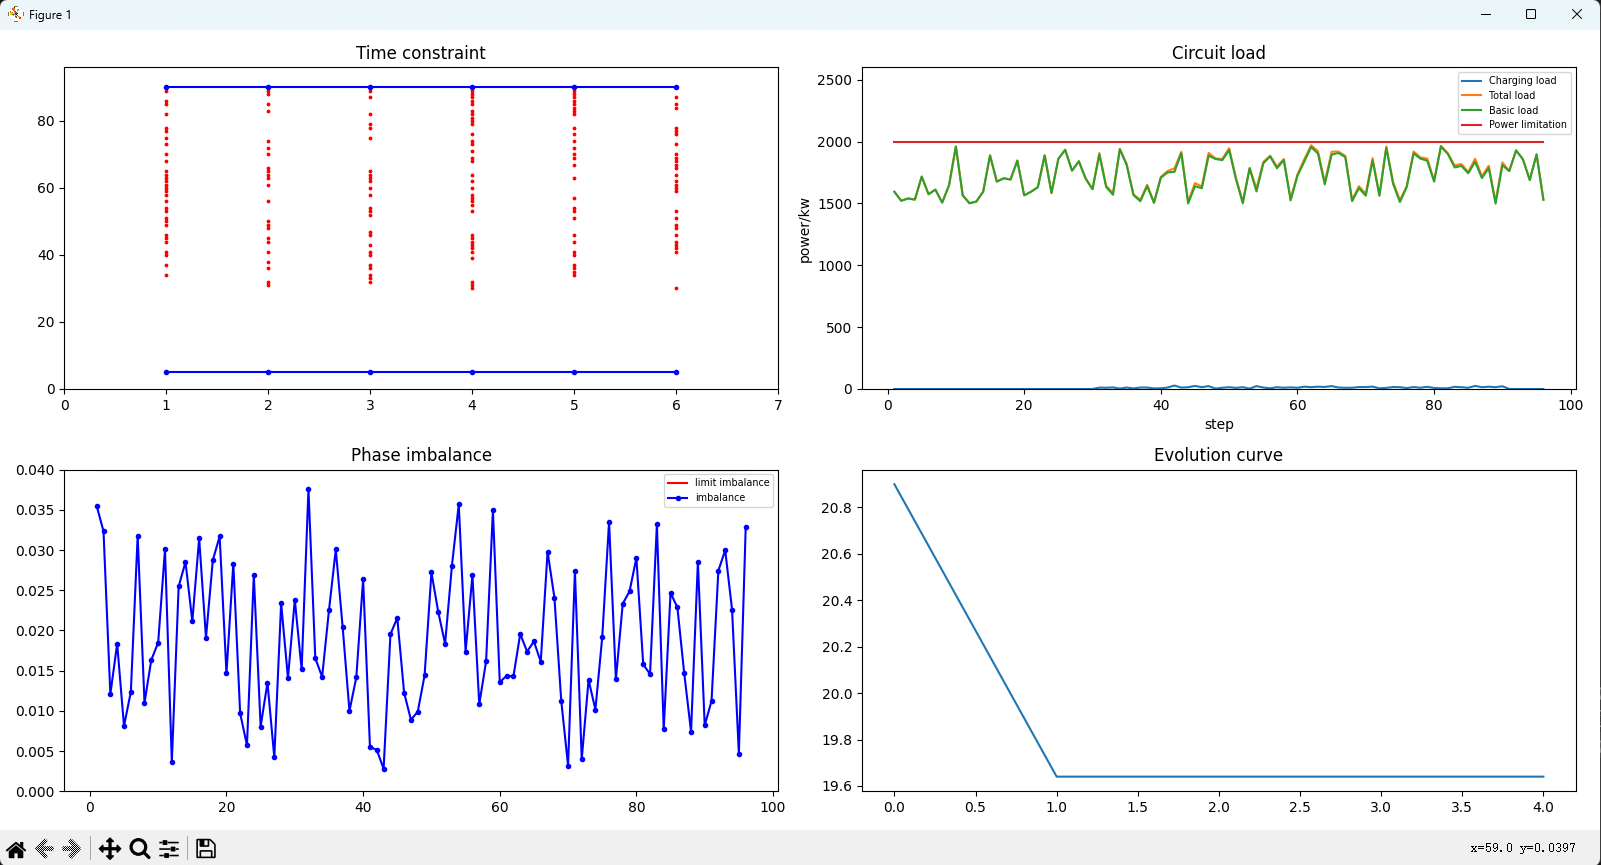 Figure 1
Time constraint
80
60
40
20
0
0 1 2 3 4 5 6 7
Circuit load
2500
2000
1500
1000
500
0
power/kw
Charging load
Total load
Basic load
Power limitation
0 20 40 60 80 100
step
Phase imbalance
0.040
0.035
0.030
0.025
0.020
0.015
0.010
0.005
0.000
limit imbalance
imbalance
0 20 40 60 80 100
Evolution curve
20.8
20.6
20.4
20.2
20.0
19.8
19.6
0.0 0.5 1.0 1.5 2.0 2.5 3.0 3.5 4.0
x=59.0 y=0.0397